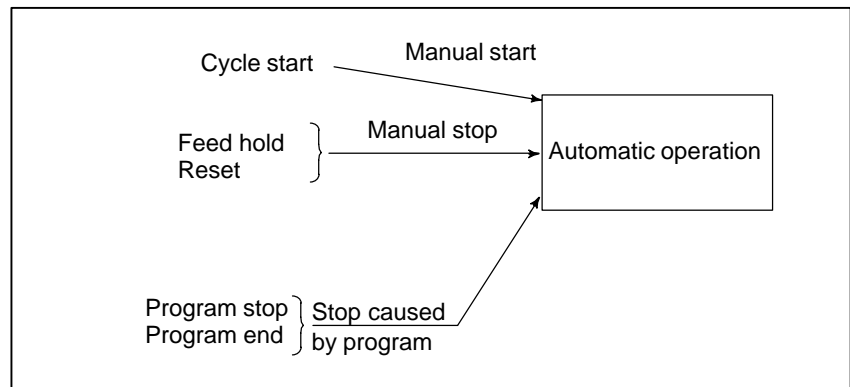 Manual start
Cycle start
Manual stop
Feed hold
Reset
Automatic operation
Program stop
Program end
Stop caused
by program